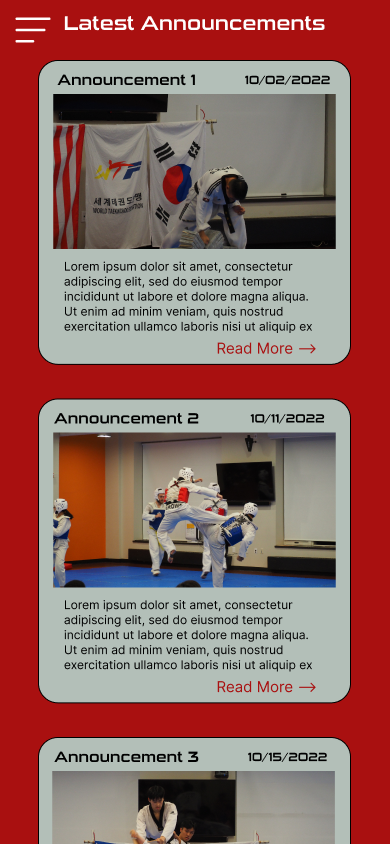 Latest Announcements
Announcement 1 10/02/2022
세계태권도연맹
WORLD TAEKWONDO FEDERATION
Lorem ipsum dolor sit amet, consectetur
adipiscing elit, sed do eiusmod tempor
incididunt ut labore et dolore magna aliqua.
Ut enim ad minim veniam, quis nostrud
exercitation ullamco laboris nisi ut aliquip ex
Read More →
Announcement 2 10/11/2022
Lorem ipsum dolor sit amet, consectetur
adipiscing elit, sed do eiusmod tempor
incididunt ut labore et dolore magna aliqua.
Ut enim ad minim veniam, quis nostrud
exercitation ullamco laboris nisi ut aliquip ex
Read More →
Announcement 3 10/15/2022